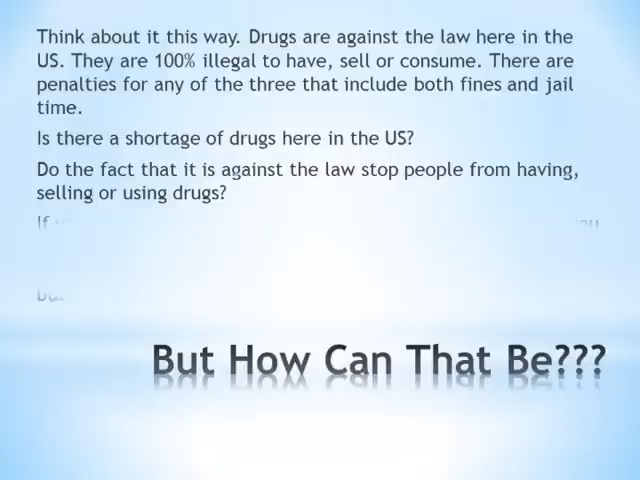 Think about it this way. Drugs are against the law here in the
US. They are 100% illegal to have, sell or consume. There are
penalties for any of the three that include both fines and jail
time.
Is there a shortage of drugs here in the US?
Do the fact that it is against the law stop people from having,
selling or using drugs?
If
But How Can That Be???